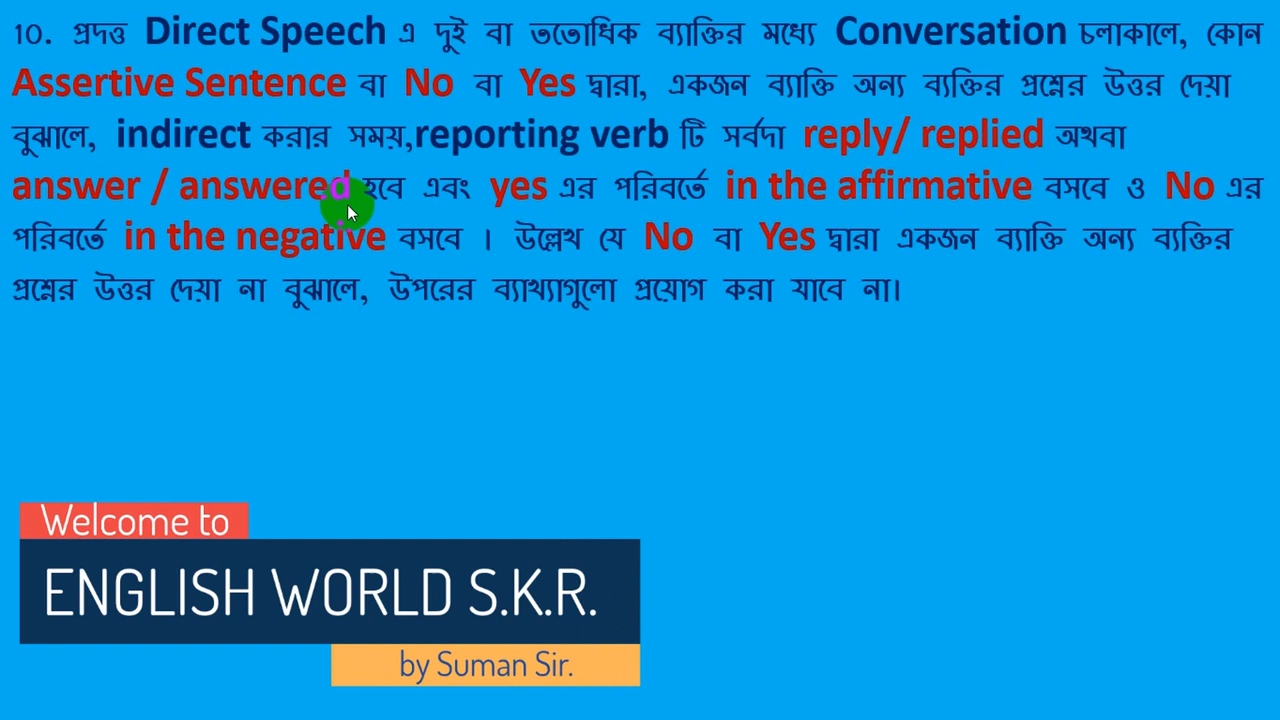 10. প্রদত্ত Direct Speech এ দুই বা ততোধিক ব্যাক্তির মধ্যে Conversation চলাকালে, কোন
Assertive Sentence বা No বা Yes দ্বারা, একজন ব্যাক্তি অন্য ব্যক্তির প্রশ্নের উত্তর দেয়া
বুঝালে, indirect করার সময়,reporting verb টি সর্বদা reply/ replied অথবা
answer / answered হবে এবং yes এর পরিবর্তে in the affirmative বসবে ও No এর
পরিবর্তে in the negative বসবে । উল্লেখ যে No বা Yes দ্বারা একজন ব্যাক্তি অন্য ব্যক্তির
প্রশ্নের উত্তর দেয়া না বুঝালে, উপরের ব্যাখ্যাগুলো প্রয়োগ করা যাবে না।
Welcome to
ENGLISH WORLD S.K.R.
by Suman Sir.